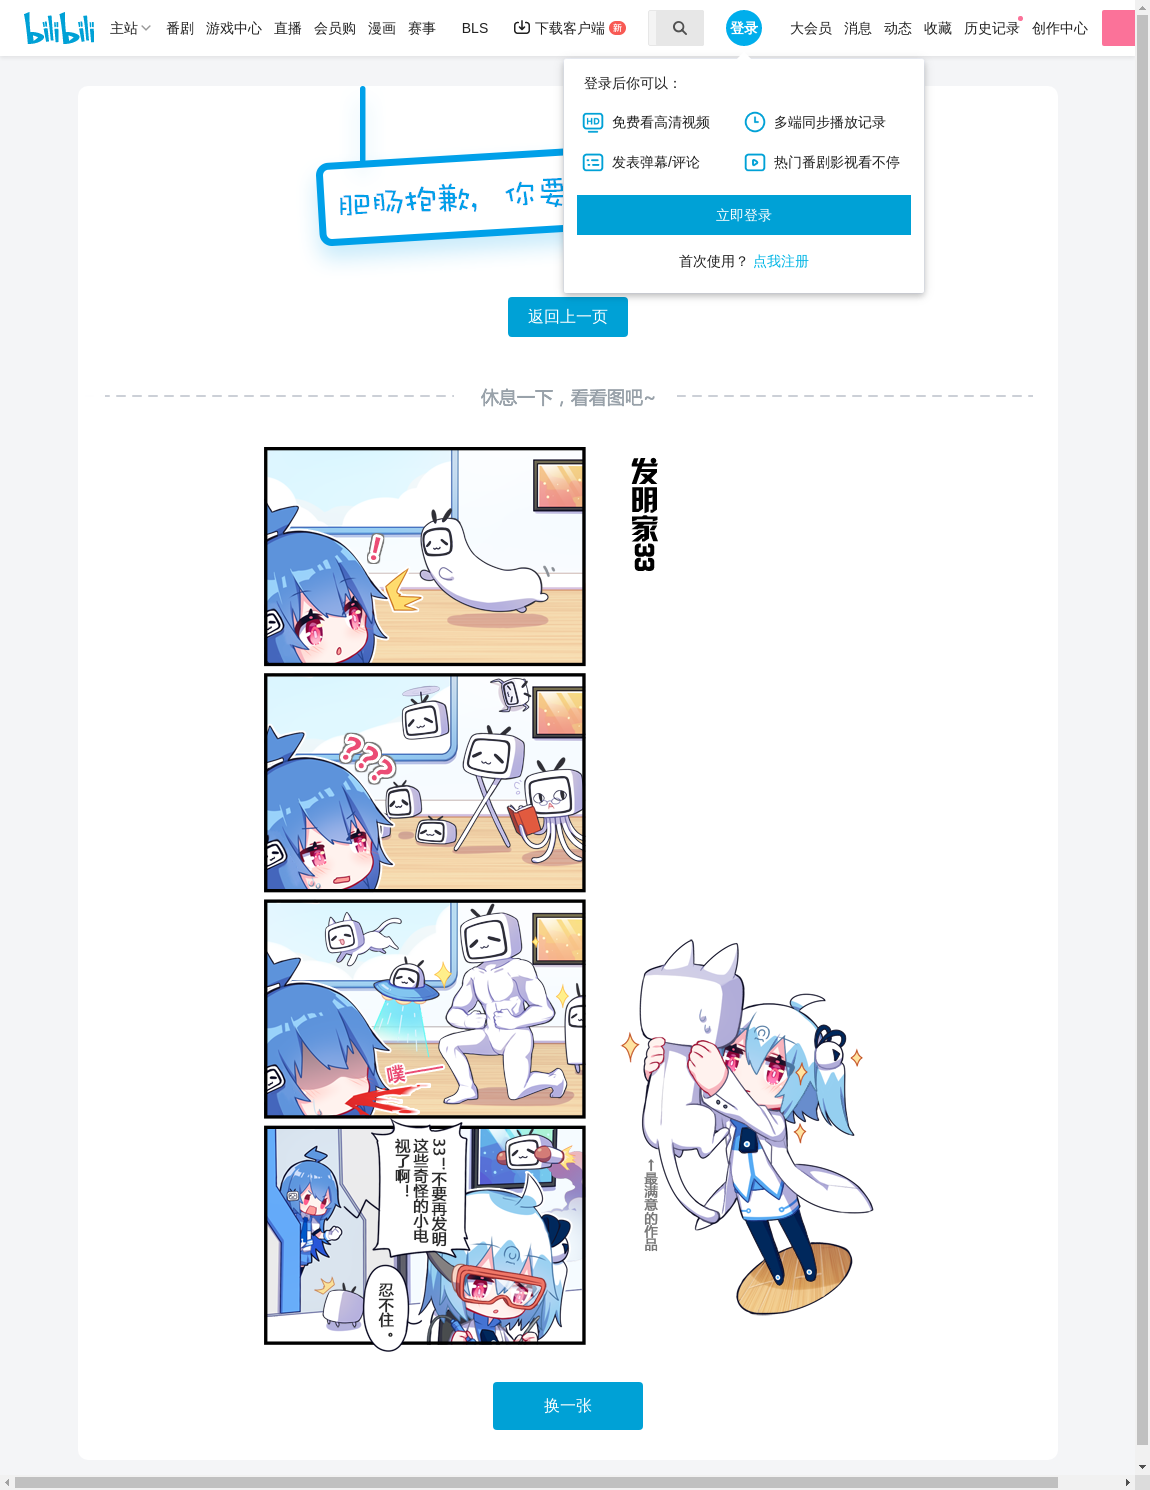 bilibili
主站
番剧
游戏中心
直播
会员购
漫画
赛事
BLS
下载客户端
新
登录
大会员
消息
动态
收藏
历史记录
创作中心
登录后你可以：
HD 免费看高清视频
多端同步播放记录
发表弹幕/评论
热门番剧影视看不停
立即登录
首次使用？ 点我注册
肥肠抱歉，你要
返回上一页
休息一下，看看图吧~
发明家33
!
???
噗——
33！不要再发明
这些奇怪的小电
视了啊！
忍不住。
←最满意的作品
换一张